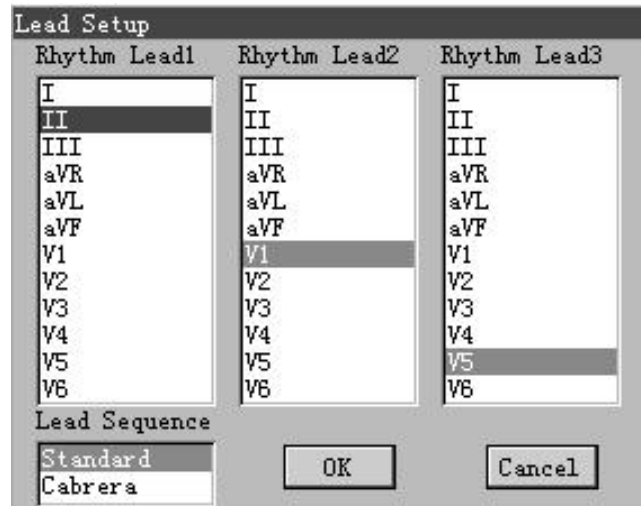 Lead Setup
Rhythm Lead1
I
II
III
aVR
aVL
aVF
V1
V2
V3
V4
V5
V6
Rhythm Lead2
I
II
III
aVR
aVL
aVF
V1
V2
V3
V4
V5
V6
Rhythm Lead3
I
II
III
aVR
aVL
aVF
V1
V2
V3
V4
V5
V6
Lead Sequence
Standard
Cabrera
OK
Cancel